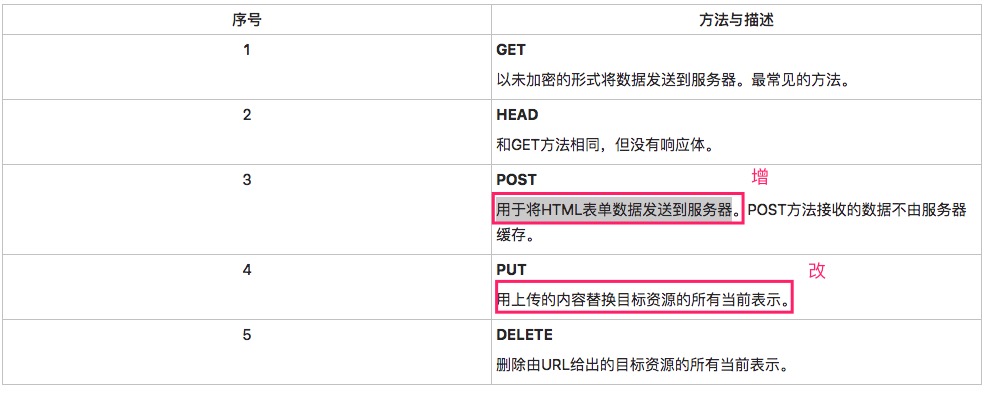 序号 方法与描述
1 GET
以未加密的形式将数据发送到服务器。最常见的方法。
2 HEAD
和GET方法相同，但没有响应体。
3 POST 增
用于将HTML表单数据发送到服务器。POST方法接收的数据不由服务器
缓存。
4 PUT 改
用上传的内容替换目标资源的所有当前表示。
5 DELETE
删除由URL给出的目标资源的所有当前表示。